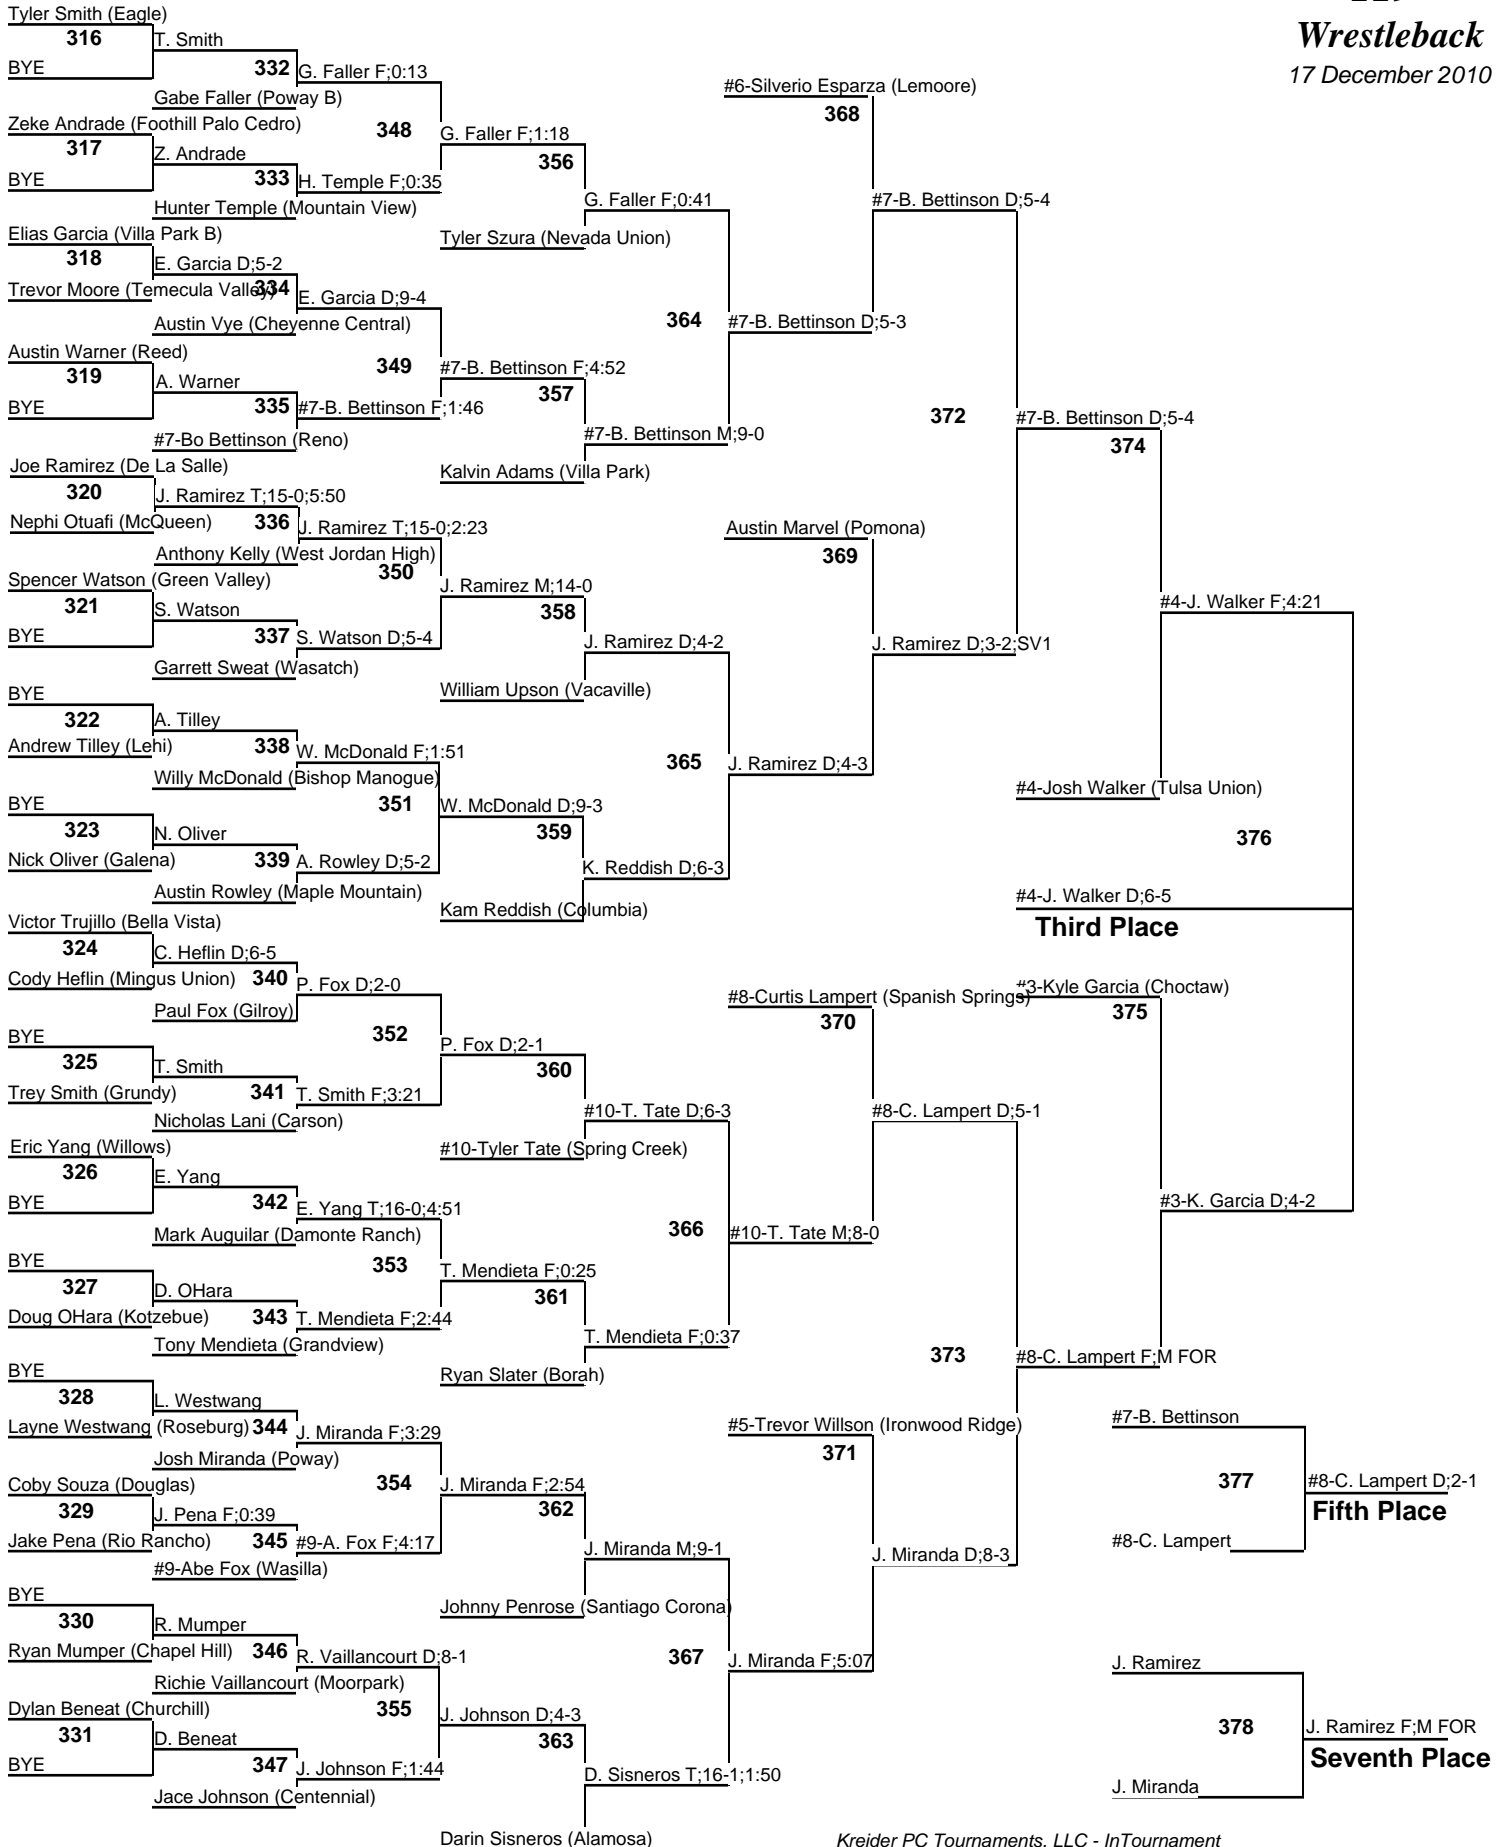 Wrestleback
17 December 2010
Tyler Smith (Eagle)
316
T. Smith
BYE
332
G. Faller F;0:13
Gabe Faller (Poway B)
Zeke Andrade (Foothill Palo Cedro)
348
G. Faller F;1:18
317
Z. Andrade
BYE
333
H. Temple F;0:35
356
Hunter Temple (Mountain View)
G. Faller F;0:41
Elias Garcia (Villa Park B)
Tyler Szura (Nevada Union)
318
E. Garcia D;5-2
Trevor Moore (Temecula Valley)
334
E. Garcia D;9-4
Austin Vye (Cheyenne Central)
364
#7-B. Bettinson D;5-3
Austin Warner (Reed)
349
#7-B. Bettinson F;4:52
319
A. Warner
357
BYE
335
#7-B. Bettinson F;1:46
#7-Bo Bettinson (Reno)
#7-B. Bettinson M;9-0
Kalvin Adams (Villa Park)
#6-Silverio Esparza (Lemoore)
368
#7-B. Bettinson D;5-4
372
#7-B. Bettinson D;5-4
374
Joe Ramirez (De La Salle)
320
J. Ramirez T;15-0;5:50
Nephi Otuafi (McQueen)
336
J. Ramirez T;15-0;2:23
Anthony Kelly (West Jordan High)
350
Spencer Watson (Green Valley)
J. Ramirez M;14-0
321
S. Watson
358
BYE
337
S. Watson D;5-4
J. Ramirez D;4-2
Garrett Sweat (Wasatch)
William Upson (Vacaville)
Austin Marvel (Pomona)
369
J. Ramirez D;3-2;SV1
#4-J. Walker F;4:21
BYE
322
A. Tilley
Andrew Tilley (Lehi)
338
W. McDonald F;1:51
365
J. Ramirez D;4-3
Willy McDonald (Bishop Manogue)
#4-Josh Walker (Tulsa Union)
BYE
351
W. McDonald D;9-3
323
N. Oliver
359
376
Nick Oliver (Galena)
339
A. Rowley D;5-2
K. Reddish D;6-3
Austin Rowley (Maple Mountain)
Kam Reddish (Columbia)
#4-J. Walker D;6-5
Third Place
Victor Trujillo (Bella Vista)
324
C. Heflin D;6-5
Cody Heflin (Mingus Union)
340
P. Fox D;2-0
Paul Fox (Gilroy)
#8-Curtis Lampert (Spanish Springs)
#3-Kyle Garcia (Choctaw)
370
375
BYE
352
P. Fox D;2-1
325
T. Smith
360
Trey Smith (Grundy)
341
T. Smith F;3:21
#10-T. Tate D;6-3
#8-C. Lampert D;5-1
Nicholas Lani (Carson)
#10-Tyler Tate (Spring Creek)
Eric Yang (Willows)
326
E. Yang
BYE
342
E. Yang T;16-0;4:51
#3-K. Garcia D;4-2
Mark Auguilar (Damonte Ranch)
366
#10-T. Tate M;8-0
BYE
353
T. Mendieta F;0:25
327
D. OHara
361
Doug OHara (Kotzebue)
343
T. Mendieta F;2:44
T. Mendieta F;0:37
Tony Mendieta (Grandview)
373
#8-C. Lampert F;M FOR
Ryan Slater (Borah)
BYE
328
L. Westwang
Layne Westwang (Roseburg)
344
J. Miranda F;3:29
#5-Trevor Willson (Ironwood Ridge)
371
Josh Miranda (Poway)
#7-B. Bettinson
Coby Souza (Douglas)
354
J. Miranda F;2:54
377
#8-C. Lampert D;2-1
Fifth Place
329
J. Pena F;0:39
362
Jake Pena (Rio Rancho)
345
#9-A. Fox F;4:17
J. Miranda M;9-1
J. Miranda D;8-3
#8-C. Lampert
#9-Abe Fox (Wasilla)
Johnny Penrose (Santiago Corona)
BYE
330
R. Mumper
Ryan Mumper (Chapel Hill)
346
R. Vaillancourt D;8-1
367
J. Miranda F;5:07
J. Ramirez
Richie Vaillancourt (Moorpark)
Dylan Beneat (Churchill)
355
J. Johnson D;4-3
331
D. Beneat
363
378
J. Ramirez F;M FOR
Seventh Place
BYE
347
J. Johnson F;1:44
D. Sisneros T;16-1;1:50
J. Miranda
Jace Johnson (Centennial)
Darin Sisneros (Alamosa)
Kreider PC Tournaments, LLC - InTournament